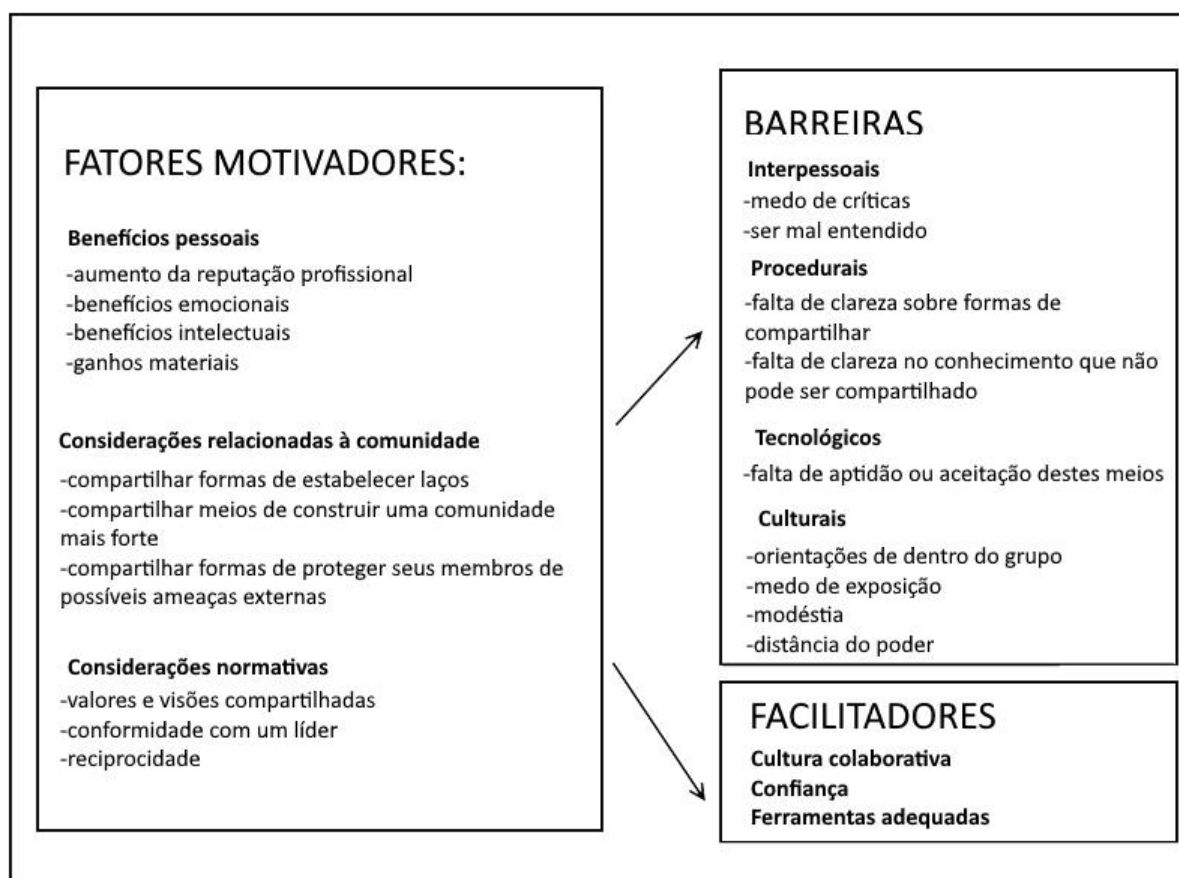 FATORES MOTIVADORES:
Benefícios pessoais
-aumento da reputação profissional
-benefícios emocionais
-benefícios intelectuais
-ganhos materiais
Considerações relacionadas à comunidade
-compartilhar formas de estabelecer laços
-compartilhar meios de construir uma comunidade
mais forte
-compartilhar formas de proteger seus membros de
possíveis ameaças externas
Considerações normativas
-valores e visões compartilhadas
-conformidade com um líder
-reciprocidade
BARREIRAS
Interpessoais
-medo de críticas
-ser mal entendido
Procedurais
-falta de clareza sobre formas de
compartilhar
-falta de clareza no conhecimento que não
pode ser compartilhado
Tecnológicos
-falta de aptidão ou aceitação destes meios
Culturais
-orientações de dentro do grupo
-medo de exposição
-modéstia
-distância do poder
FACILITADORES
Cultura colaborativa
Confiança
Ferramentas adequadas